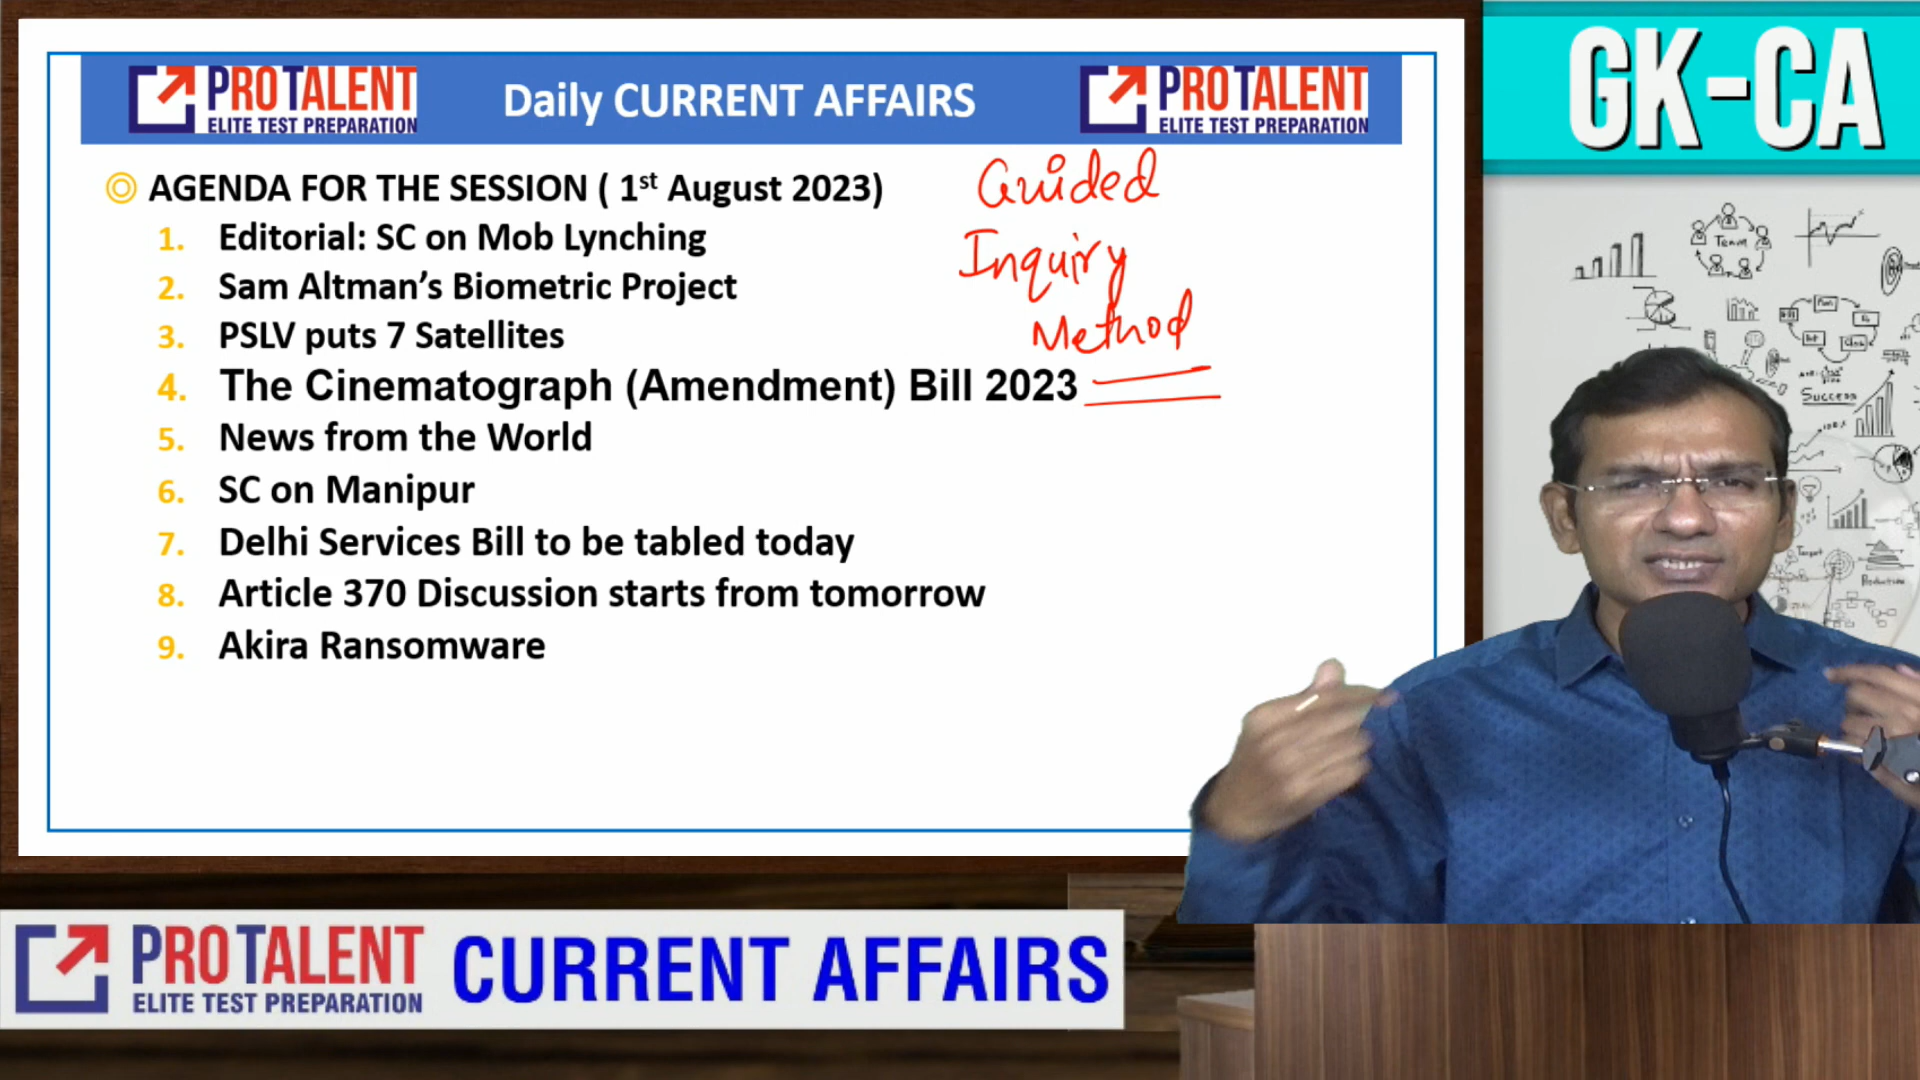 PROTALENT
ELITE TEST PREPARATION
Daily CURRENT AFFAIRS
PROTALENT
ELITE TEST PREPARATION
GK-CA
AGENDA FOR THE SESSION ( 1st August 2023)
1. Editorial: SC on Mob Lynching
2. Sam Altman’s Biometric Project
3. PSLV puts 7 Satellites
4. The Cinematograph (Amendment) Bill 2023
5. News from the World
6. SC on Manipur
7. Delhi Services Bill to be tabled today
8. Article 370 Discussion starts from tomorrow
9. Akira Ransomware
Guided
Inquiry
Method
Team
Success
Target
PROTALENT
ELITE TEST PREPARATION
CURRENT AFFAIRS